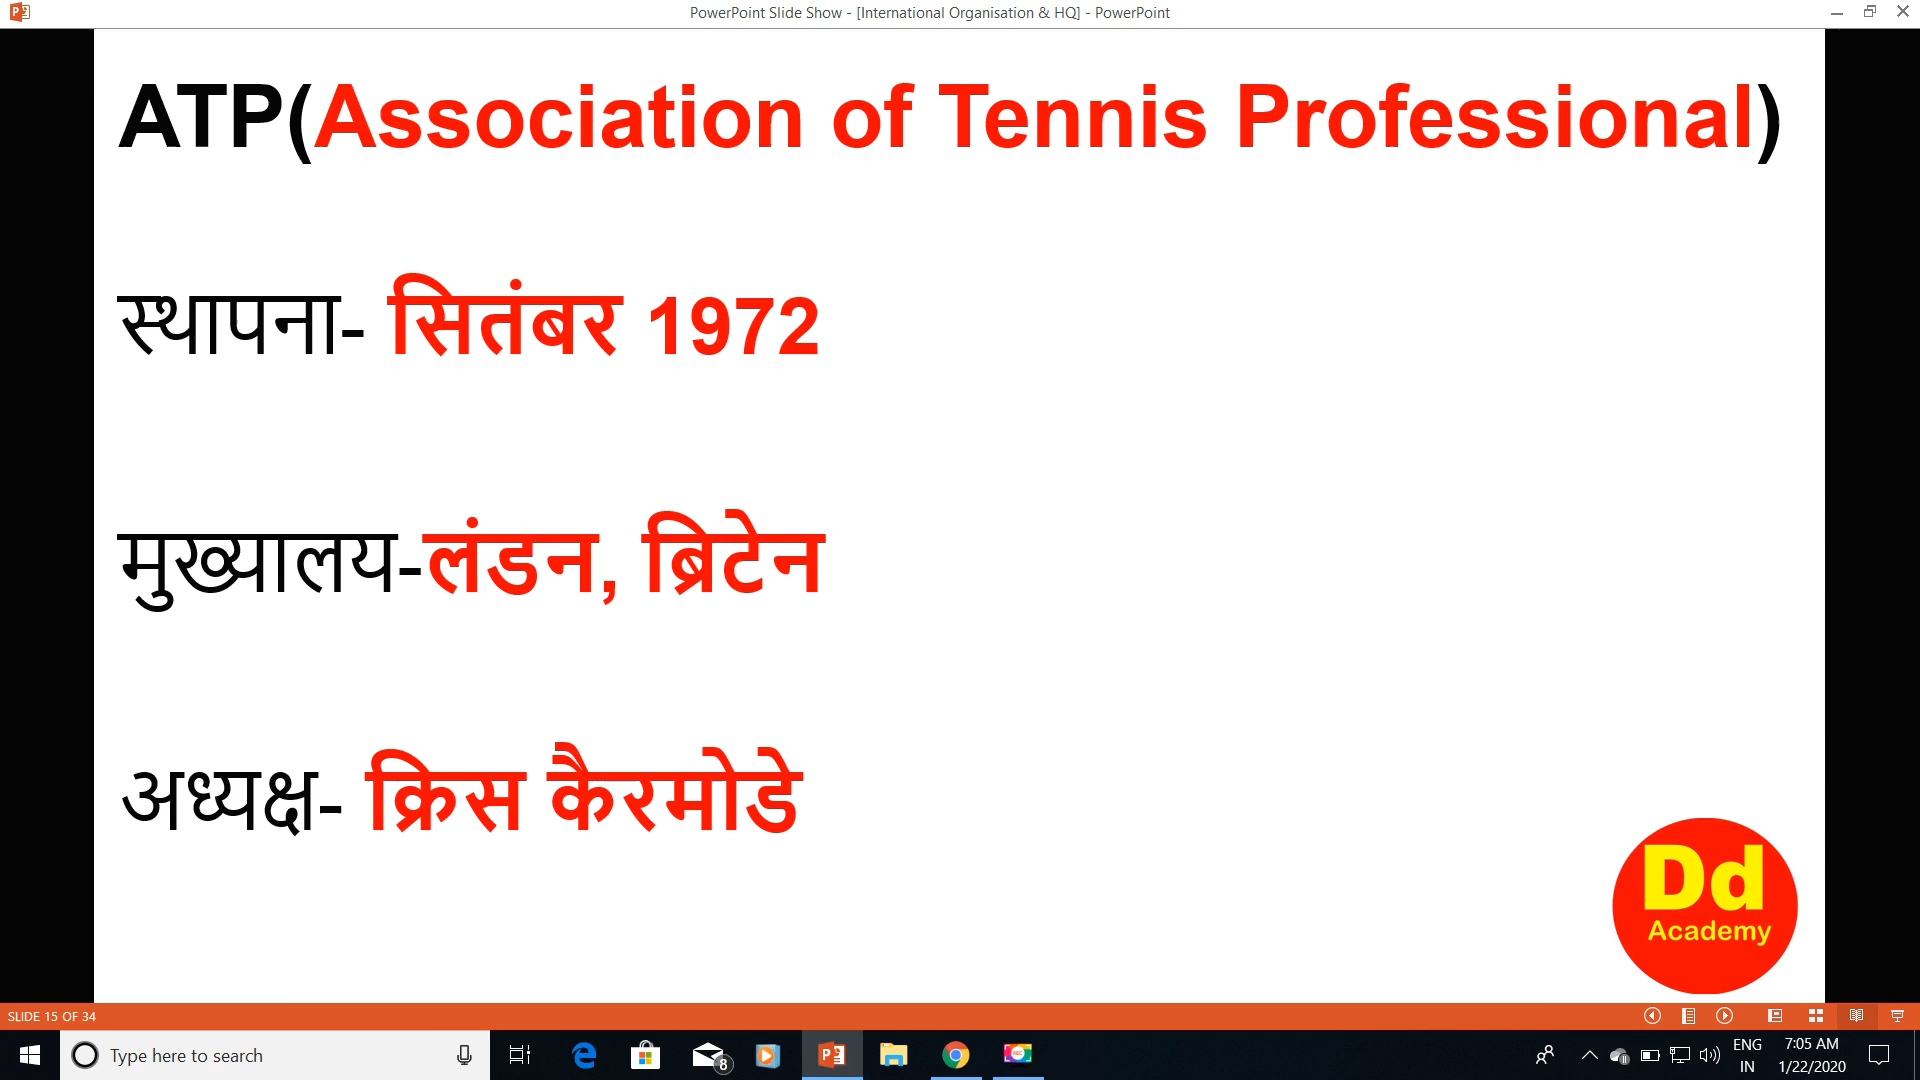 PowerPoint Slide Show - [International Organisation & HQ] - PowerPoint
ATP(Association of Tennis Professional)
स्थापना- सितंबर 1972
मुख्यालय-लंडन, ब्रिटेन
अध्यक्ष- क्रिस कैरमोडे
Dd
Academy
SLIDE 15 OF 34
Type here to search
8
ENG
IN
7:05 AM
1/22/2020